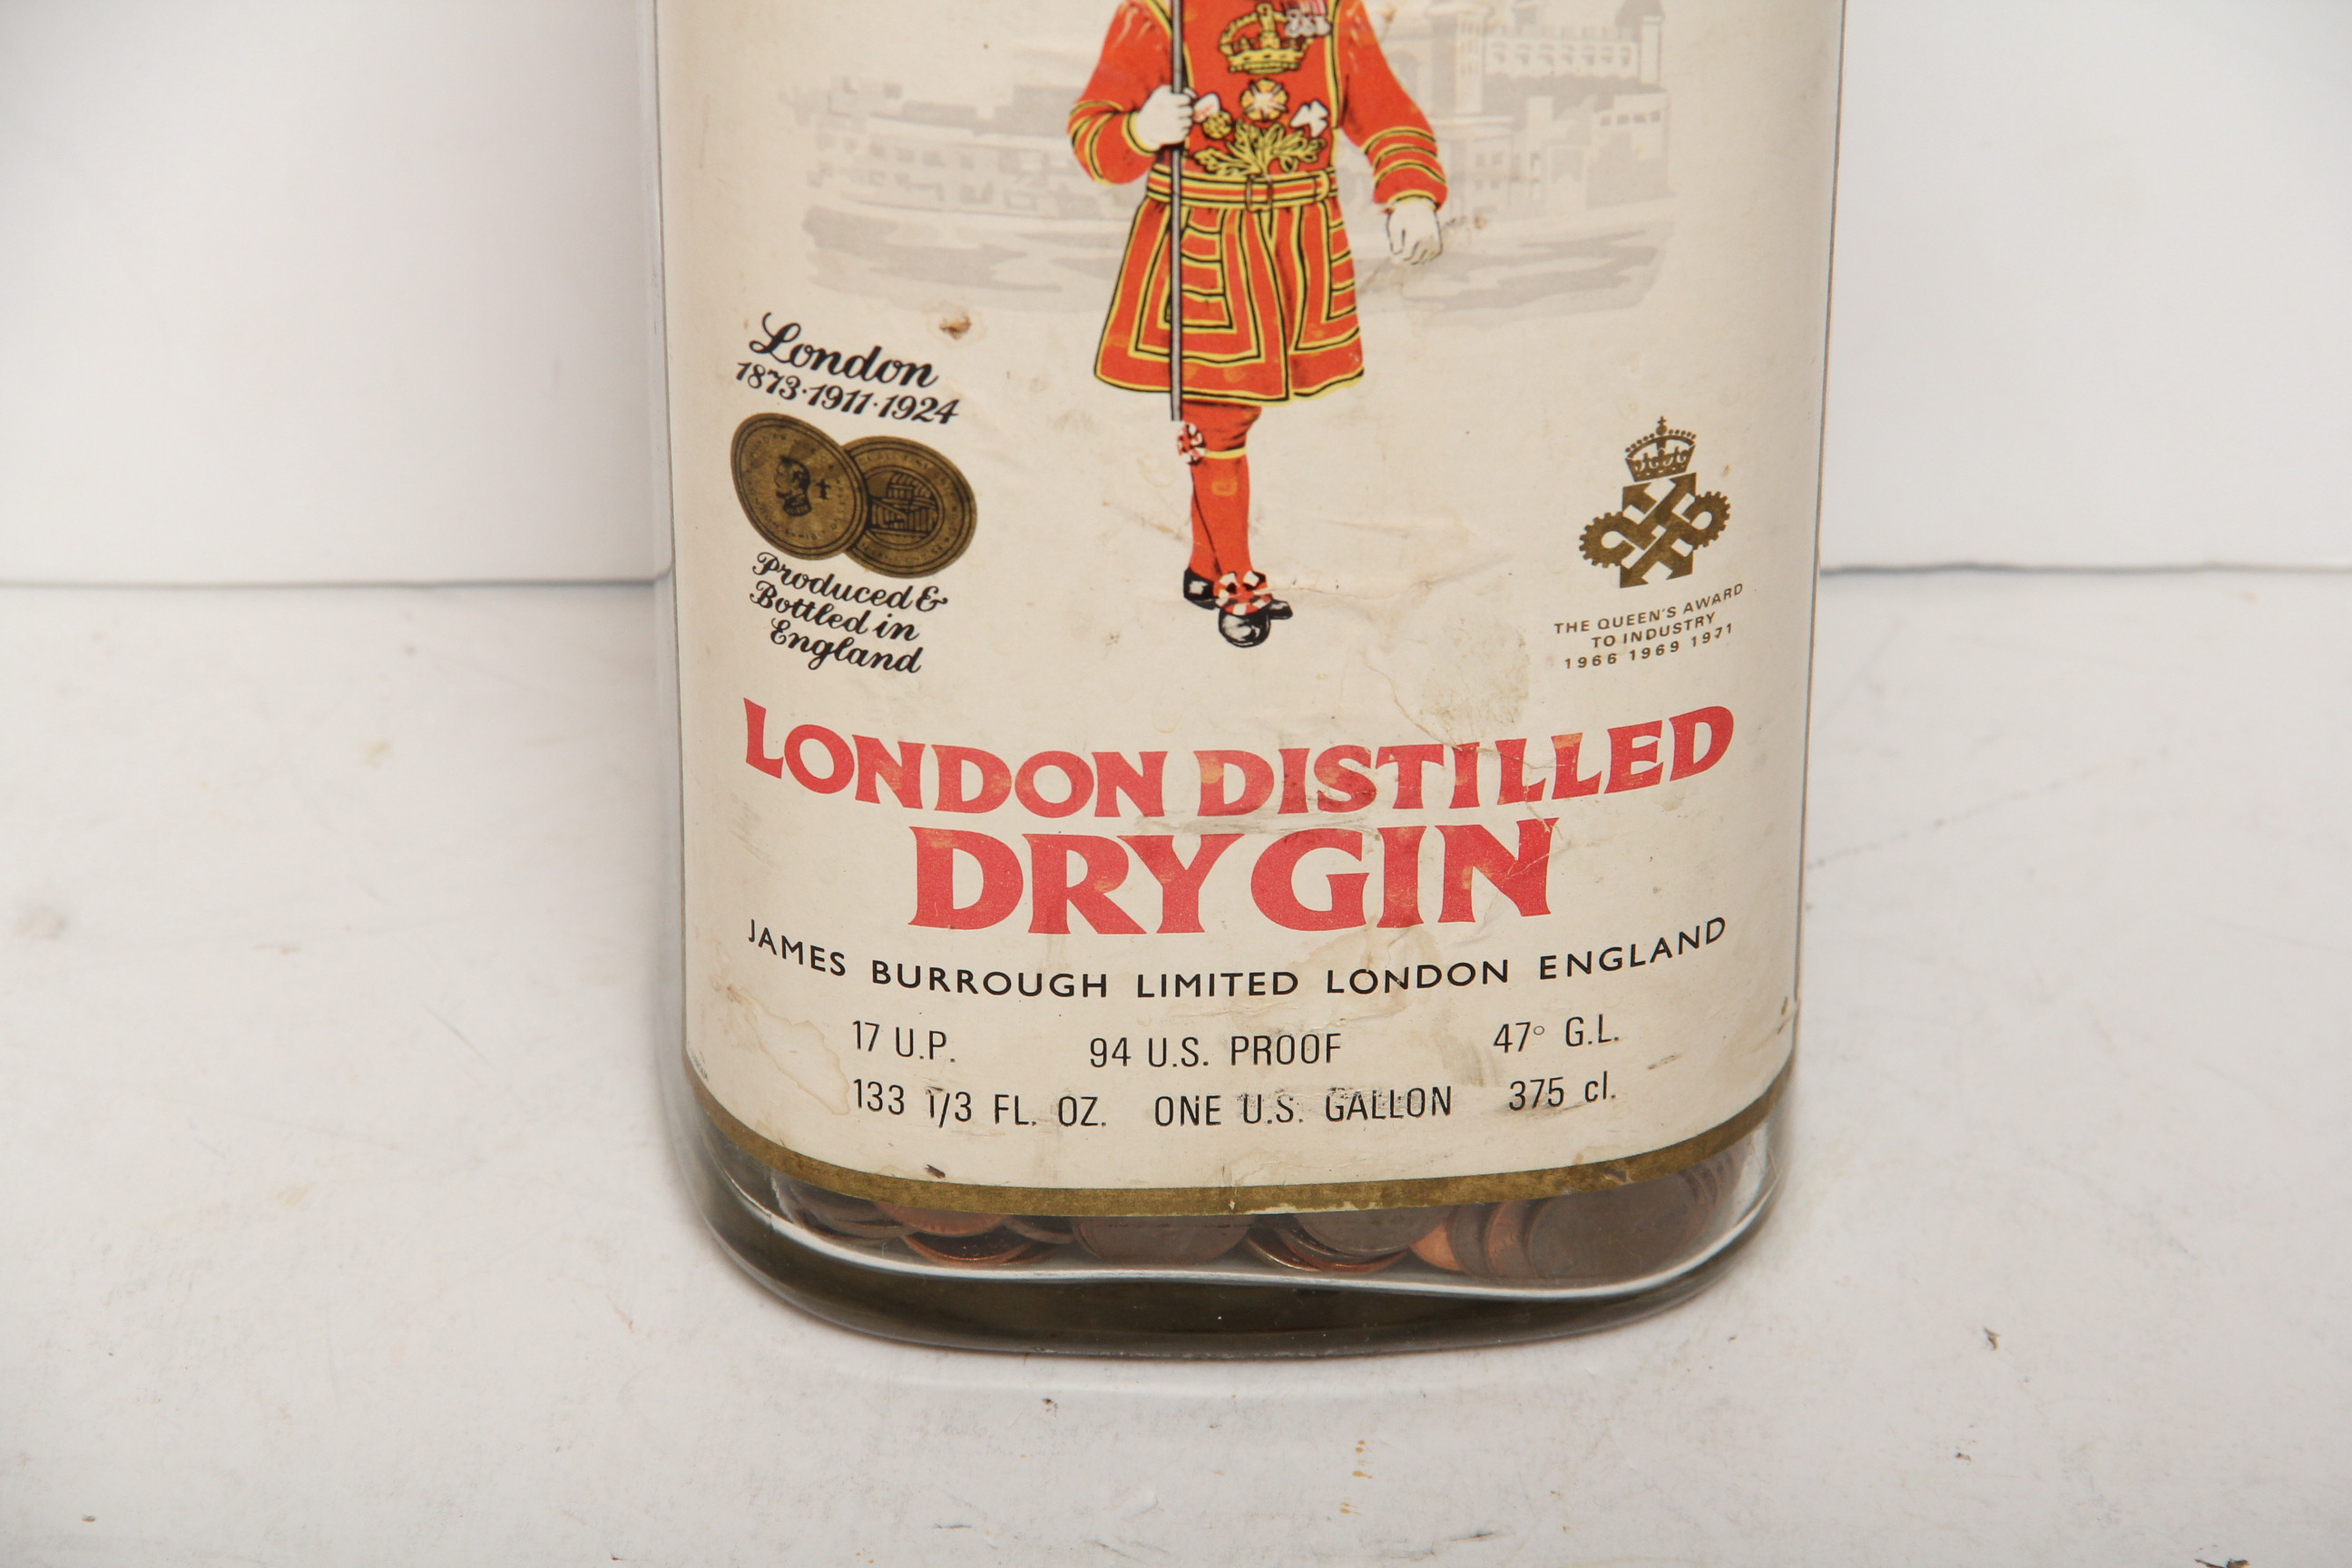 London
1873·1911·1924
Produced &
Bottled in
England
THE QUEEN'S AWARD
TO INDUSTRY
1966 1969 1971
LONDON DISTILLED
DRY GIN
JAMES BURROUGH LIMITED LONDON ENGLAND
17 U.P. 94 U.S. PROOF 47° G.L.
133 1/3 FL. OZ. ONE U.S. GALLON 375 cl.